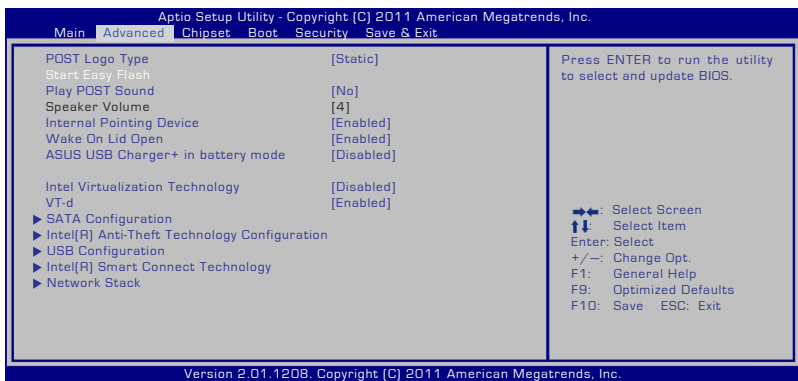 Aptio Setup Utility - Copyright (C) 2011 American Megatrends, Inc.
Main Advanced Chipset Boot Security Save & Exit
POST Logo Type [Static]
Start Easy Flash
Play POST Sound [No]
Speaker Volume [4]
Internal Pointing Device [Enabled]
Wake On Lid Open [Enabled]
ASUS USB Charger+ in battery mode [Disabled]
Intel Virtualization Technology [Disabled]
VT-d [Enabled]
SATA Configuration
Intel(R) Anti-Theft Technology Configuration
USB Configuration
Intel(R) Smart Connect Technology
Network Stack
Press ENTER to run the utility
to select and update BIOS.
→←: Select Screen
↑↓: Select Item
Enter: Select
+/—: Change Opt.
F1: General Help
F9: Optimized Defaults
F10: Save ESC: Exit
Version 2.01.1208. Copyright (C) 2011 American Megatrends, Inc.